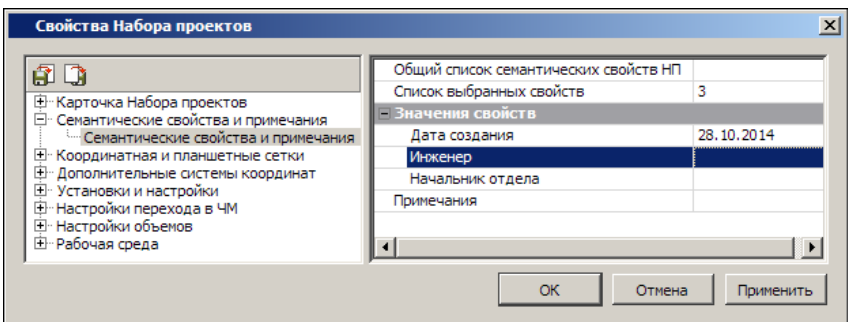 Свойства Набора проектов
Карточка Набора проектов
Семантические свойства и примечания
Семантические свойства и примечания
Координатная и планшетные сетки
Дополнительные системы координат
Установки и настройки
Настройки перехода в ЧМ
Настройки объемов
Рабочая среда
Общий список семантических свойств НП
Список выбранных свойств 3
Значения свойств
Дата создания 28.10.2014
Инженер
Начальник отдела
Примечания
ОК Отмена Применить